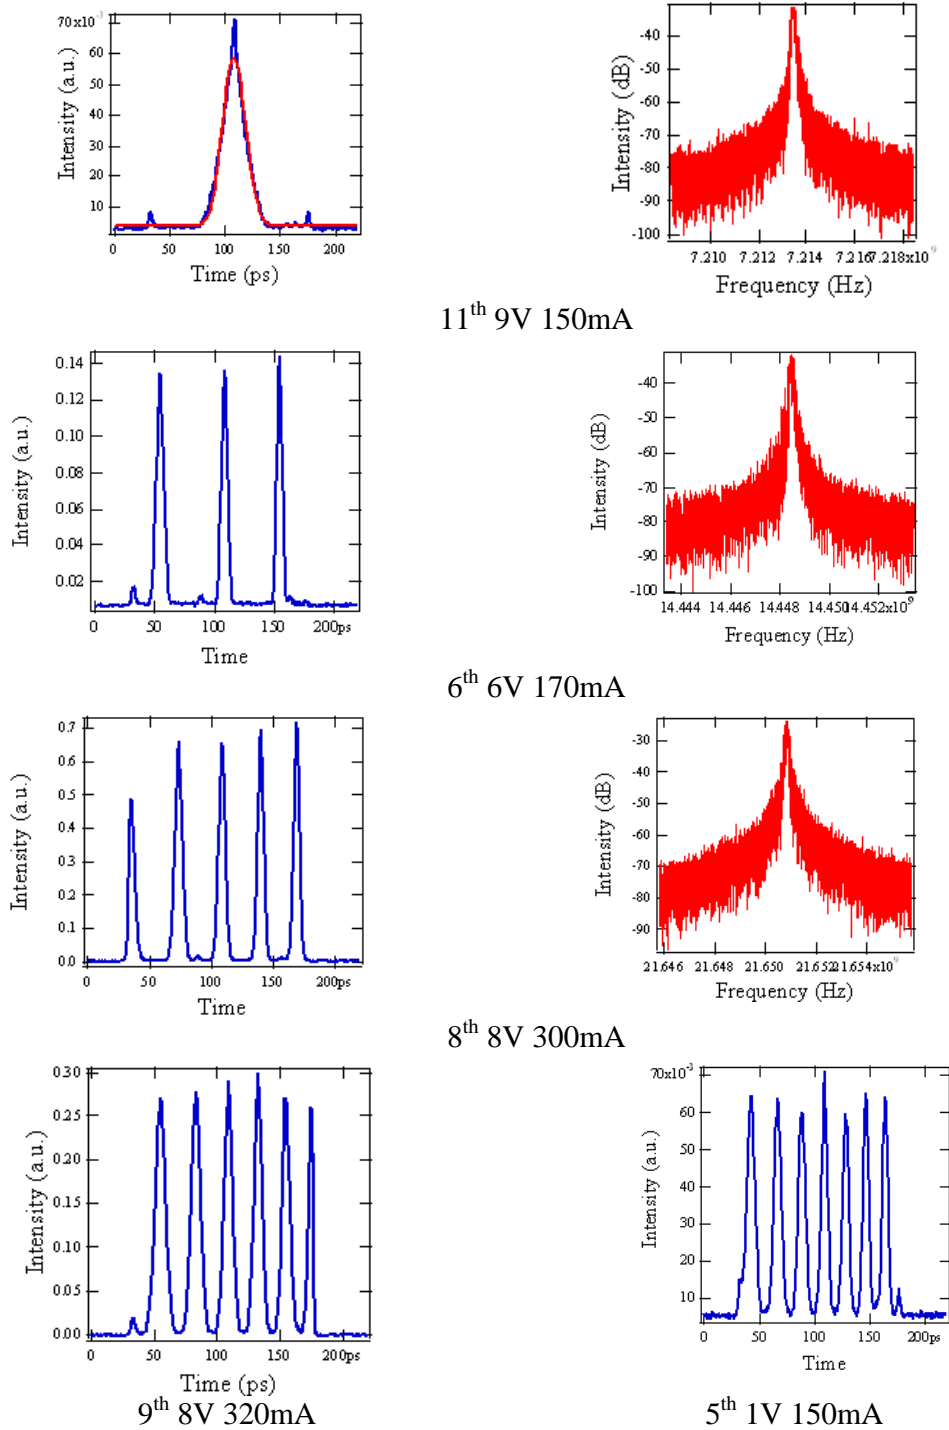 70x10⁻³
60
50
40
30
20
10
Intensity (a.u.)
0 50 100 150 200
Time (ps)
-40
-50
-60
-70
-80
-90
-100
Intensity (dB)
7.210 7.212 7.214 7.216 7.218x10⁹
Frequency (Hz)
11th 9V 150mA
0.14
0.12
0.10
0.08
0.06
0.04
0.02
Intensity (a.u.)
0 50 100 150 200ps
Time
-40
-50
-60
-70
-80
-90
-100
Intensity (dB)
14.444 14.446 14.448 14.450 14.452x10⁹
Frequency (Hz)
6th 6V 170mA
0.7
0.6
0.5
0.4
0.3
0.2
0.1
0.0
Intensity (a.u.)
0 50 100 150 200ps
Time
-30
-40
-50
-60
-70
-80
-90
Intensity (dB)
21.646 21.648 21.650 21.652 21.654x10⁹
Frequency (Hz)
8th 8V 300mA
0.30
0.25
0.20
0.15
0.10
0.05
0.00
Intensity (a.u.)
0 50 100 150 200ps
Time (ps)
9th 8V 320mA
70x10⁻³
60
50
40
30
20
10
Intensity (a.u.)
0 50 100 150 200ps
Time
5th 1V 150mA